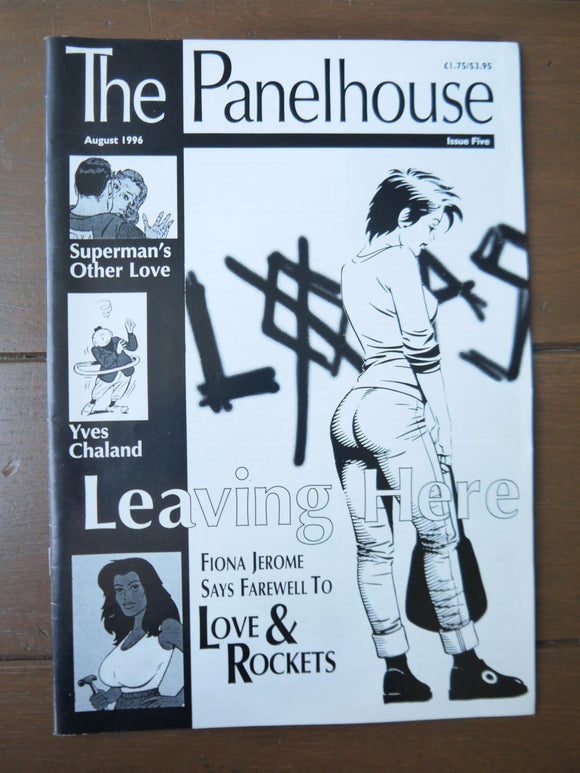 The Panelhouse
£1.75/$3.95
August 1996
Issue Five
Superman's
Other Love
Yves
Chaland
Leaving Here
Fiona Jerome
Says Farewell To
Love &
Rockets